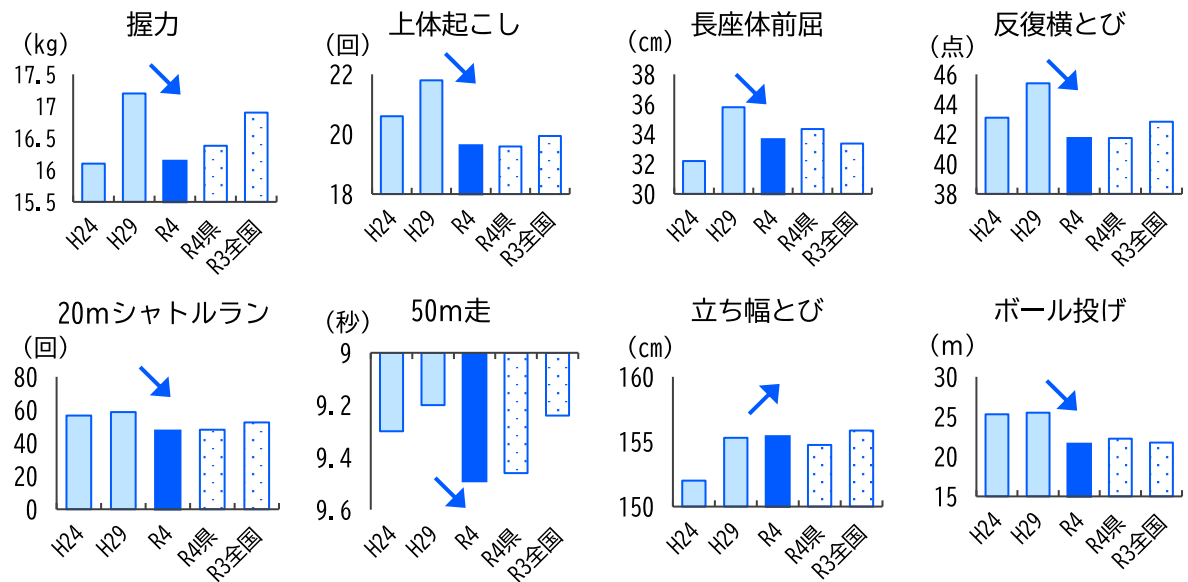 握力
(kg)
17.5
17
16.5
16
15.5
H24
H29
R4
R4県
R3全国
上体起こし
(回)
22
20
18
H24
H29
R4
R4県
R3全国
長座体前屈
(cm)
38
36
34
32
30
H24
H29
R4
R4県
R3全国
反復横とび
(点)
46
44
42
40
38
H24
H29
R4
R4県
R3全国
20mシャトルラン
(回)
80
60
40
20
0
H24
H29
R4
R4県
R3全国
50m走
(秒)
9
9.2
9.4
9.6
H24
H29
R4
R4県
R3全国
立ち幅とび
(cm)
160
155
150
H24
H29
R4
R4県
R3全国
ボール投げ
(m)
30
25
20
15
H24
H29
R4
R4県
R3全国